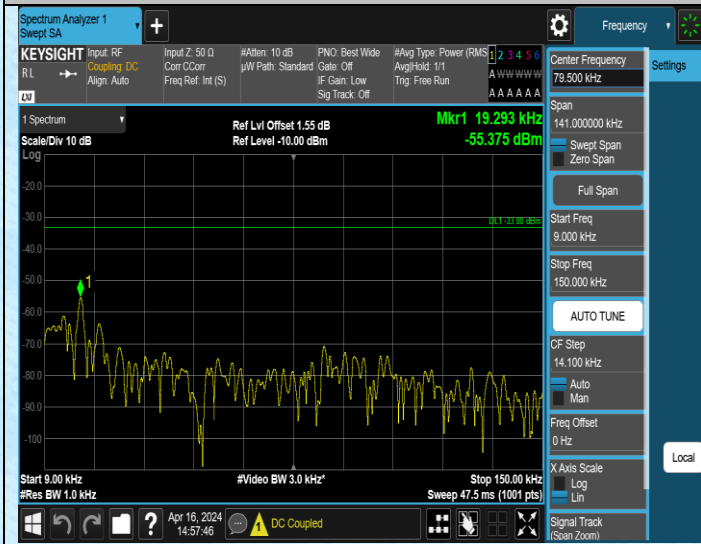 Spectrum Analyzer 1
Swept SA
Frequency
KEYSIGHT
RL
LXI
Input: RF
Coupling: DC
Align: Auto
Input Z: 50 Ω
Corr CCorr
Freq Ref: Int (S)
#Atten: 10 dB
µW Path: Standard
PNO: Best Wide
Gate: Off
IF Gain: Low
Sig Track: Off
#Avg Type: Power (RMS
Avg|Hold: 1/1
Trig: Free Run
1 2 3 4 5 6
A W W W W W
A A A A A A
Center Frequency
79.500 kHz
Settings
Span
141.000000 kHz
Swept Span
Zero Span
Full Span
Start Freq
9.000 kHz
Stop Freq
150.000 kHz
AUTO TUNE
CF Step
14.100 kHz
Auto
Man
Freq Offset
0 Hz
X Axis Scale
Log
Lin
Signal Track
(Span Zoom)
Local
1 Spectrum
Scale/Div 10 dB
Log
Ref Lvl Offset 1.55 dB
Ref Level -10.00 dBm
Mkr1 19.293 kHz
-55.375 dBm
-20.0
-30.0
DL1 -33.00 dBm
-40.0
-50.0
1
-60.0
-70.0
-80.0
-90.0
-100
Start 9.00 kHz
#Video BW 3.0 kHz*
Stop 150.00 kHz
#Res BW 1.0 kHz
Sweep 47.5 ms (1001 pts)
?
Apr 16, 2024
14:57:46
1
DC Coupled